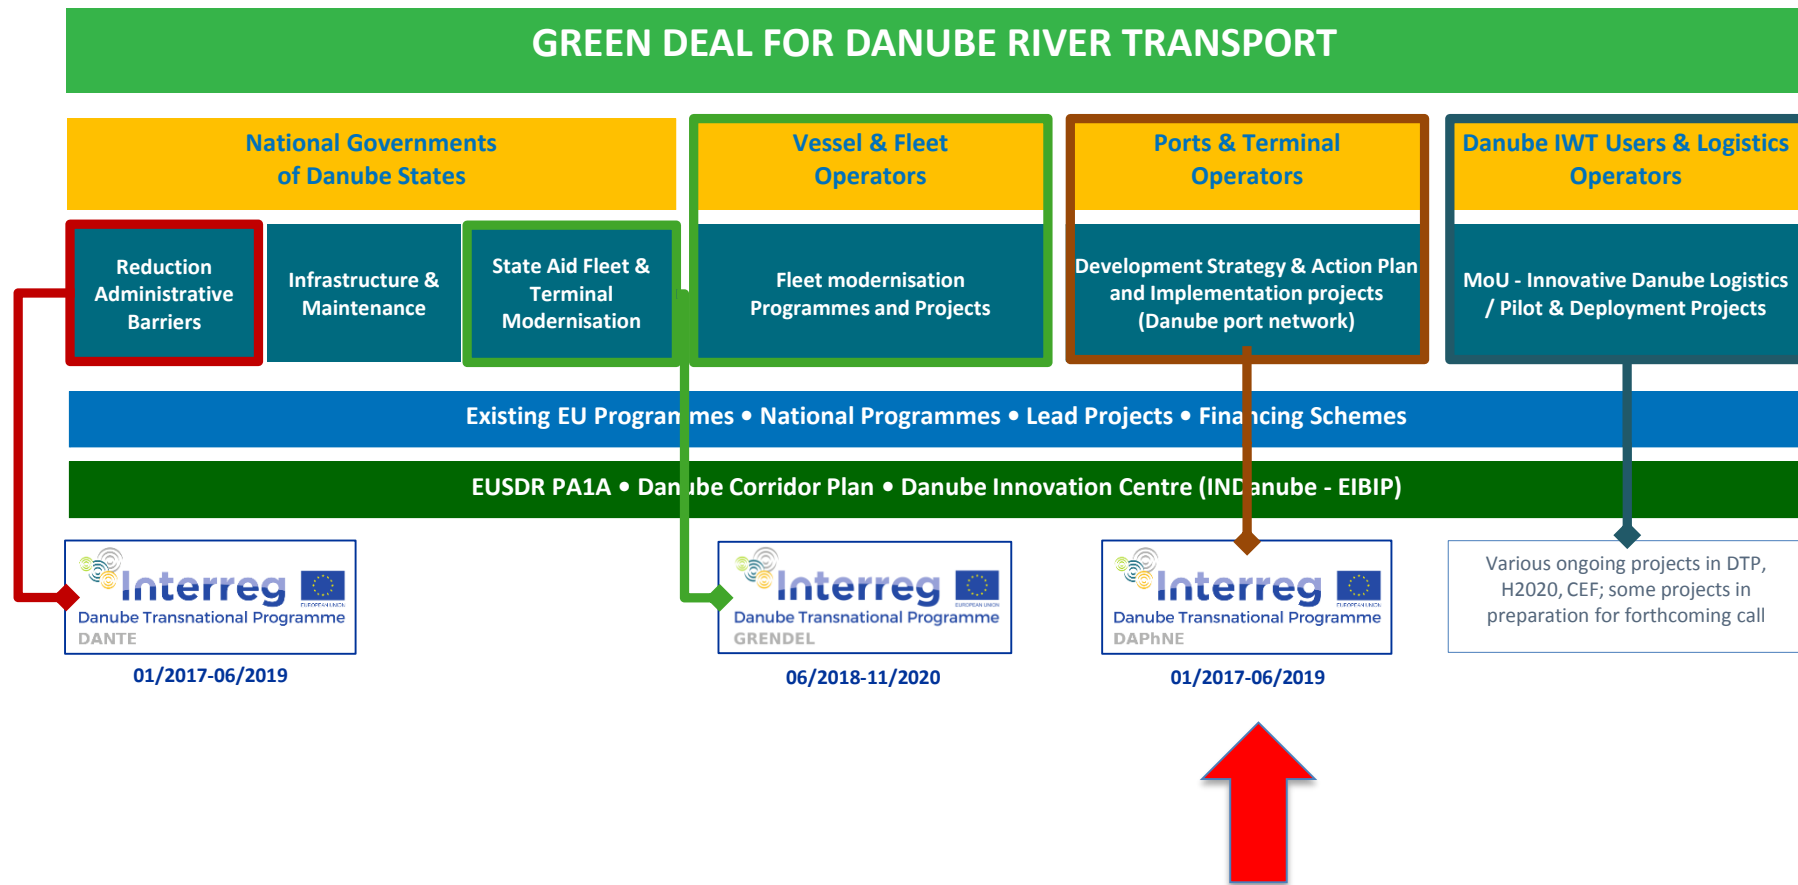 GREEN DEAL FOR DANUBE RIVER TRANSPORT
National Governments
of Danube States
Vessel & Fleet
Operators
Ports & Terminal
Operators
Danube IWT Users & Logistics
Operators
Reduction
Administrative
Barriers
Infrastructure &
Maintenance
State Aid Fleet &
Terminal
Modernisation
Fleet modernisation
Programmes and Projects
Development Strategy & Action Plan
and Implementation projects
(Danube port network)
MoU - Innovative Danube Logistics
/ Pilot & Deployment Projects
Existing EU Programmes • National Programmes • Lead Projects • Financing Schemes
EUSDR PA1A • Danube Corridor Plan • Danube Innovation Centre (INDanube - EIBIP)
Interreg
EUROPEAN UNION
Danube Transnational Programme
DANTE
01/2017-06/2019
Interreg
EUROPEAN UNION
Danube Transnational Programme
GRENDEL
06/2018-11/2020
Interreg
EUROPEAN UNION
Danube Transnational Programme
DAPhNE
01/2017-06/2019
Various ongoing projects in DTP,
H2020, CEF; some projects in
preparation for forthcoming call